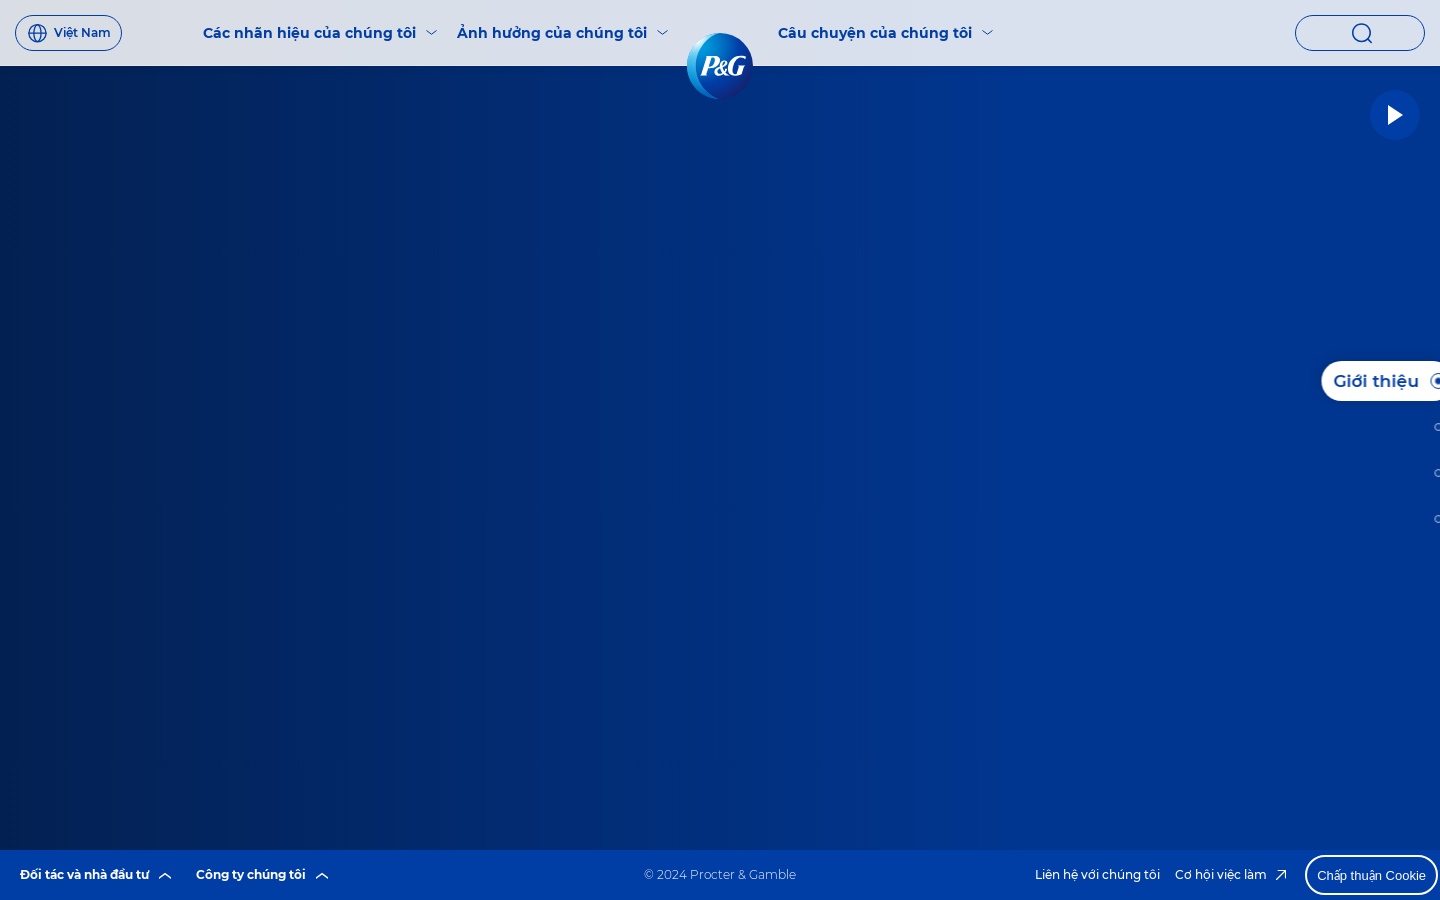 Việt Nam
Các nhãn hiệu của chúng tôi
Ảnh hưởng của chúng tôi
P&G
Câu chuyện của chúng tôi
Giới thiệu
Đối tác và nhà đầu tư
Công ty chúng tôi
© 2024 Procter & Gamble
Liên hệ với chúng tôi
Cơ hội việc làm
Chấp thuận Cookie